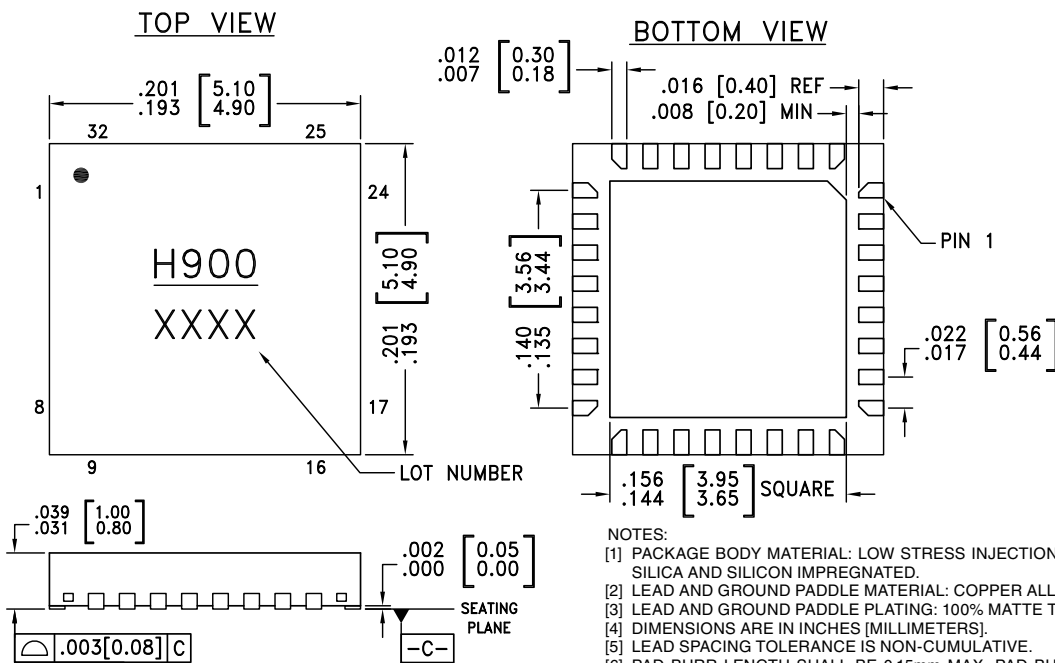 TOP VIEW
.201 [5.10]
.193 [4.90]
32 25
1 24
H900
XXXX
8 17
9 16
[5.10]
[4.90]
.201
.193
LOT NUMBER
.039 [1.00]
.031 [0.80]
.002 [0.05]
.000 [0.00]
SEATING
PLANE
.003[0.08] C
-C-
BOTTOM VIEW
.012 [0.30]
.007 [0.18]
.016 [0.40] REF
.008 [0.20] MIN
PIN 1
[3.56]
[3.44]
.140
.135
.022 [0.56]
.017 [0.44]
.156 [3.95]
.144 [3.65] SQUARE
NOTES:
[1] PACKAGE BODY MATERIAL: LOW STRESS INJECTION
SILICA AND SILICON IMPREGNATED.
[2] LEAD AND GROUND PADDLE MATERIAL: COPPER ALL
[3] LEAD AND GROUND PADDLE PLATING: 100% MATTE T
[4] DIMENSIONS ARE IN INCHES [MILLIMETERS].
[5] LEAD SPACING TOLERANCE IS NON-CUMULATIVE.